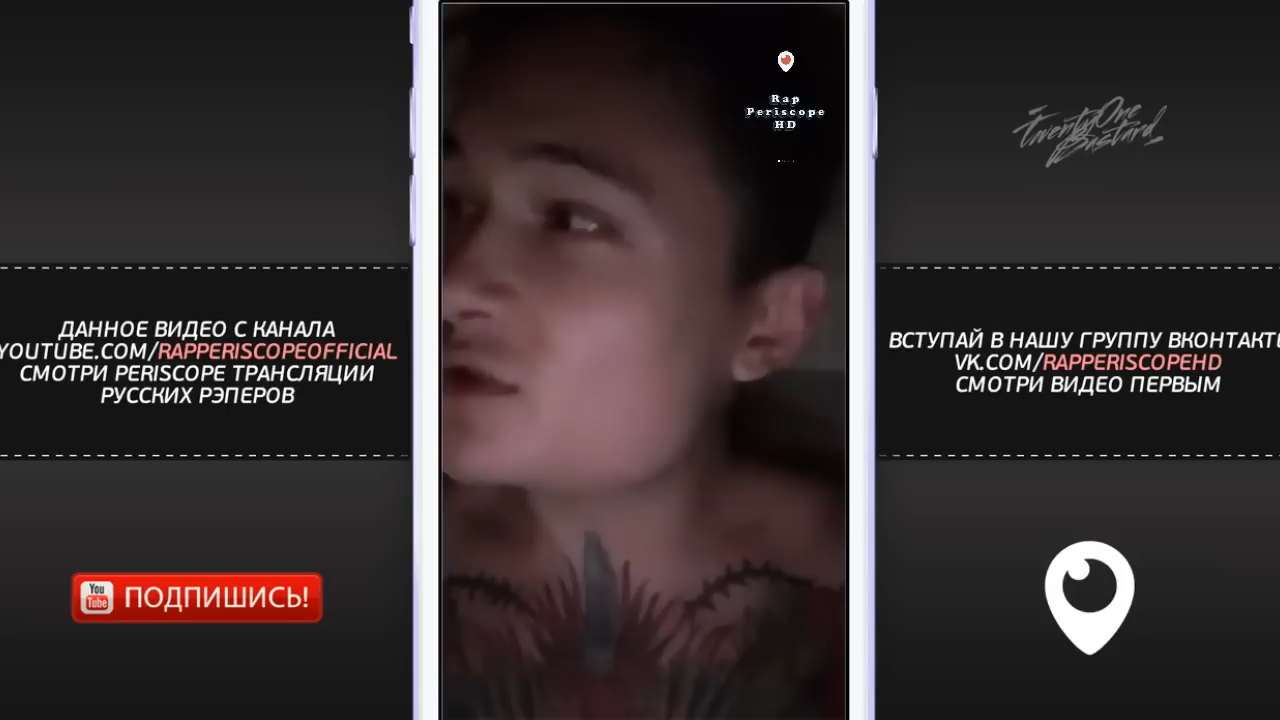 Rap
Periscope
HD
TwentyOne
Bastard
ДАННОЕ ВИДЕО С КАНАЛА
YOUTUBE.COM/RAPPERISCOPEOFFICIAL
СМОТРИ PERISCOPE ТРАНСЛЯЦИИ
РУССКИХ РЭПЕРОВ
ВСТУПАЙ В НАШУ ГРУППУ ВКОНТАКТЕ
VK.COM/RAPPERISCOPEHD
СМОТРИ ВИДЕО ПЕРВЫМ
You
Tube
ПОДПИШИСЬ!